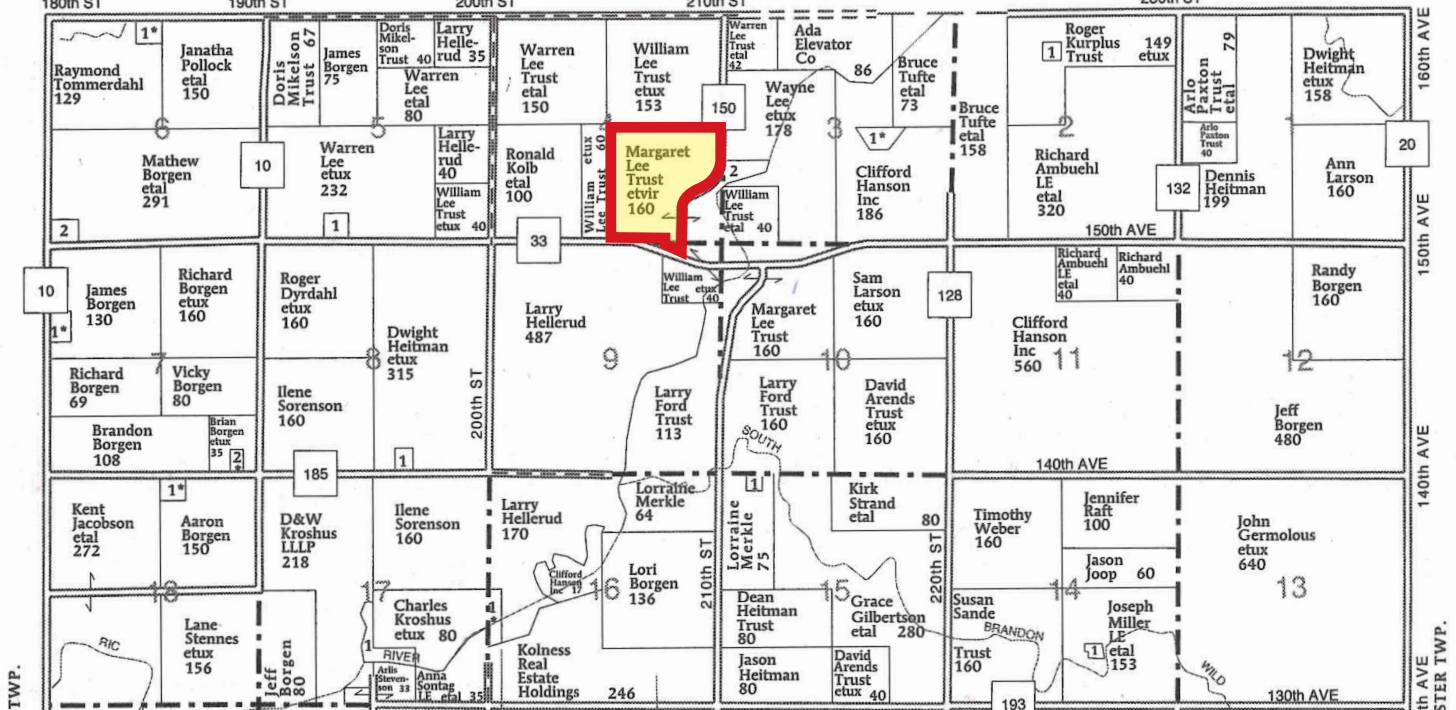 180th ST
190th ST
200th ST
210th ST
160th AVE
1*
Raymond
Tommerdahl
129
Janatha
Pollock
etal
150
6
Mathew
Borgen
etal
291
2
10
Doris
Mikelson
Trust 67
James
Borgen
75
Doris
Mikel-
son
Trust 40
Larry
Helle-
rud 35
Warren
Lee
etal
80
5
Warren
Lee
etux
232
1
Larry
Helle-
rud
40
William
Lee
Trust
etux 40
Warren
Lee
Trust
etal
150
William
Lee
Trust
etux
153
Ronald
Kolb
etal
100
William etux
Lee Trust 60
Margaret
Lee
Trust
etvir
160
33
150
Warren
Lee
Trust
etal
42
Ada
Elevator
Co
86
Wayne
Lee
etux
178
3
Bruce
Tufte
etal
73
1*
2
William
Lee
Trust
etal 40
Clifford
Hanson
Inc
186
Bruce
Tufte
etal
158
1
Roger
Kurplus
Trust
149
etux
2
Richard
Ambuehl
LE
etal
320
132
Arlo
Paxton
Trust
etal
79
Arlo
Paxton
Trust
40
Dennis
Heitman
199
1
Dwight
Heitman
etux
158
Ann
Larson
160
20
150th AVE
150th AVE
10
James
Borgen
130
1*
Richard
Borgen
etux
160
7
Richard
Borgen
69
Vicky
Borgen
80
Brandon
Borgen
108
Brian
Borgen
etux
35
2
*
Roger
Dyrdahl
etux
160
8
Dwight
Heitman
etux
315
Ilene
Sorenson
160
1
185
200th ST
Larry
Hellerud
487
9
William
Lee etux
Trust 40
Larry
Ford
Trust
113
Margaret
Lee
Trust
160
Sam
Larson
etux
160
10
Larry
Ford
Trust
160
David
Arends
Trust
etux
160
SOUTH
128
Richard
Ambuehl
LE
etal
40
Richard
Ambuehl
40
Clifford
Hanson
Inc
560
11
Randy
Borgen
160
12
Jeff
Borgen
480
140th AVE
140th AVE
Kent
Jacobson
etal
272
1*
Aaron
Borgen
150
18
Lane
Stennes
etux
156
RIC
TWP.
D&W
Kroshus
LLLP
218
Ilene
Sorenson
160
17
Jeff
Borgen
80
Charles
Kroshus
etux 80
1
*
1
RIVER
Arlis
Steven-
son 33
Anna
Sontag
LE etal 35
Larry
Hellerud
170
Clifford
Hanson
Inc 17
16
Lorraine
Merkle
64
Lori
Borgen
136
Kolness
Real
Estate
Holdings
246
210th ST
1
Lorraine
Merkle
75
Kirk
Strand
etal
80
15
Dean
Heitman
Trust
80
Grace
Gilbertson
etal 280
Jason
Heitman
80
David
Arends
Trust
etux 40
220th ST
Timothy
Weber
160
Jennifer
Raft
100
Jason
Joop 60
14
Susan
Sande
Trust
160
BRANDON
1
Joseph
Miller
LE
etal
153
WILD
193
John
Germolous
etux
640
13
130th AVE
STER TWP.